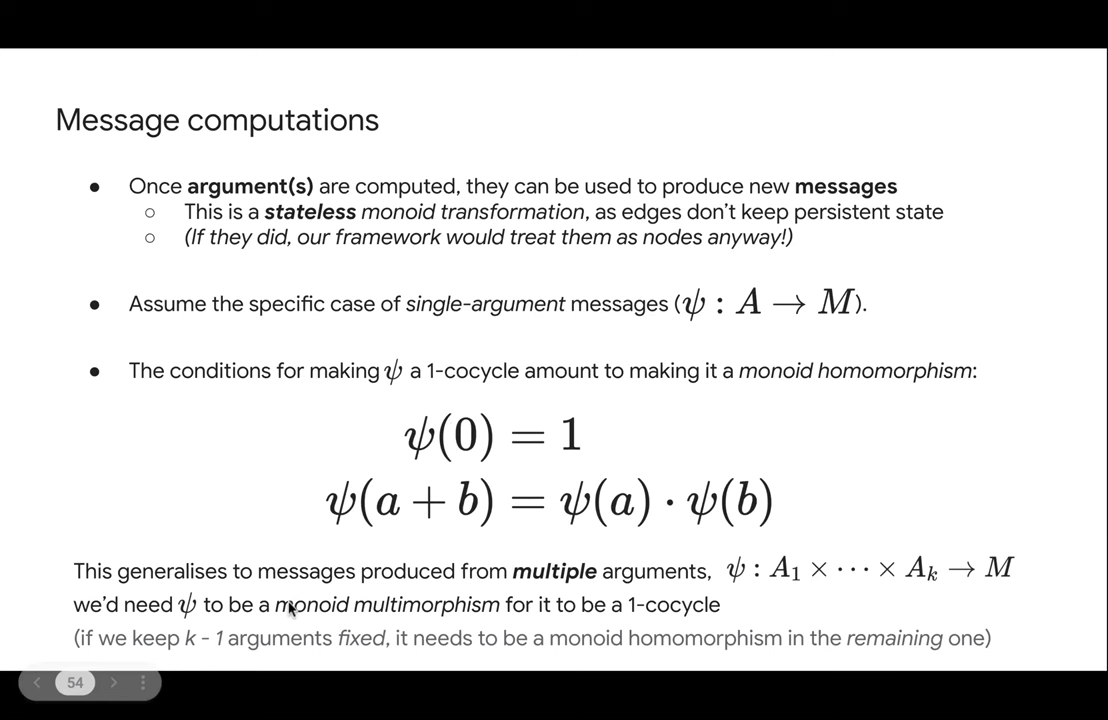 Message computations
● Once argument(s) are computed, they can be used to produce new messages
○ This is a stateless monoid transformation, as edges don't keep persistent state
○ (If they did, our framework would treat them as nodes anyway!)
● Assume the specific case of single-argument messages (ψ : A → M).
● The conditions for making ψ a 1-cocycle amount to making it a monoid homomorphism:
ψ(0) = 1
ψ(a + b) = ψ(a) · ψ(b)
This generalises to messages produced from multiple arguments, ψ : A₁ × · · · × Aₖ → M
we'd need ψ to be a monoid multimorphism for it to be a 1-cocycle
(if we keep k - 1 arguments fixed, it needs to be a monoid homomorphism in the remaining one)
54